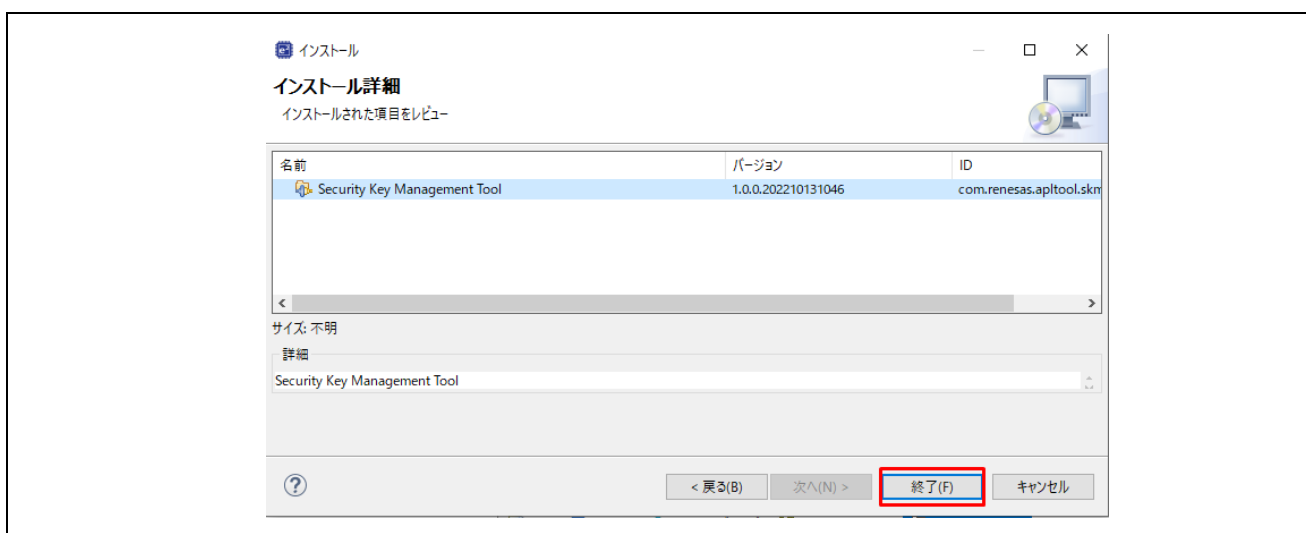 インストール
インストール詳細
インストールされた項目をレビュー
名前 バージョン ID
Security Key Management Tool 1.0.0.202210131046 com.renesas.apltool.skm
サイズ: 不明
詳細
Security Key Management Tool
< 戻る(B) 次へ(N) > 終了(F) キャンセル